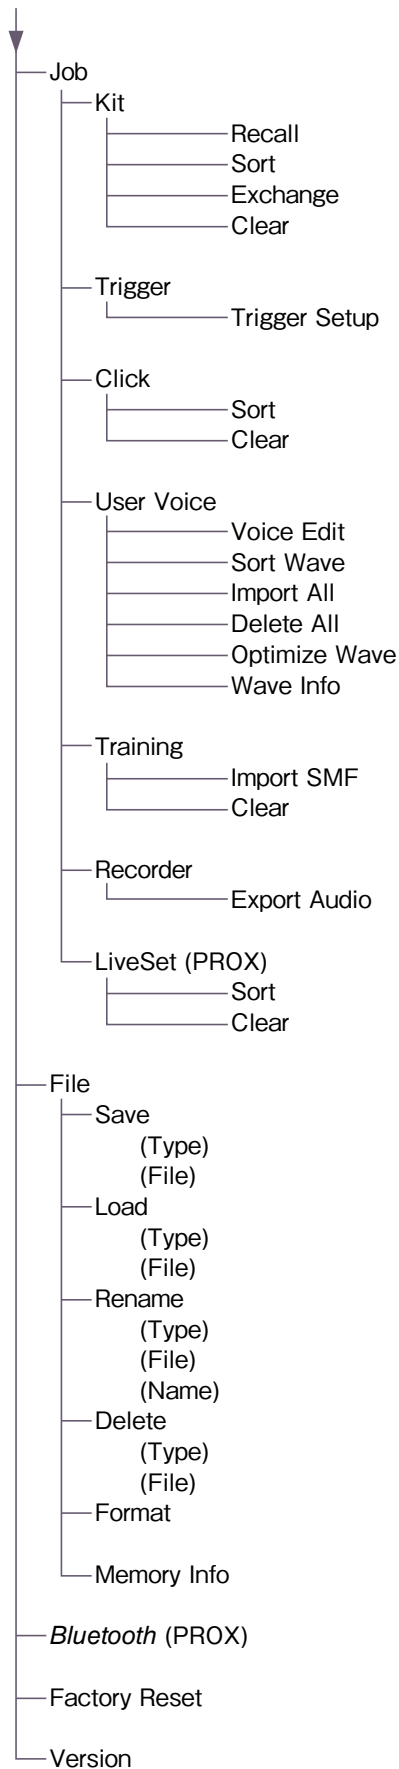 Job
Kit
Recall
Sort
Exchange
Clear
Trigger
Trigger Setup
Click
Sort
Clear
User Voice
Voice Edit
Sort Wave
Import All
Delete All
Optimize Wave
Wave Info
Training
Import SMF
Clear
Recorder
Export Audio
LiveSet (PROX)
Sort
Clear
File
Save
(Type)
(File)
Load
(Type)
(File)
Rename
(Type)
(File)
(Name)
Delete
(Type)
(File)
Format
Memory Info
Bluetooth (PROX)
Factory Reset
Version